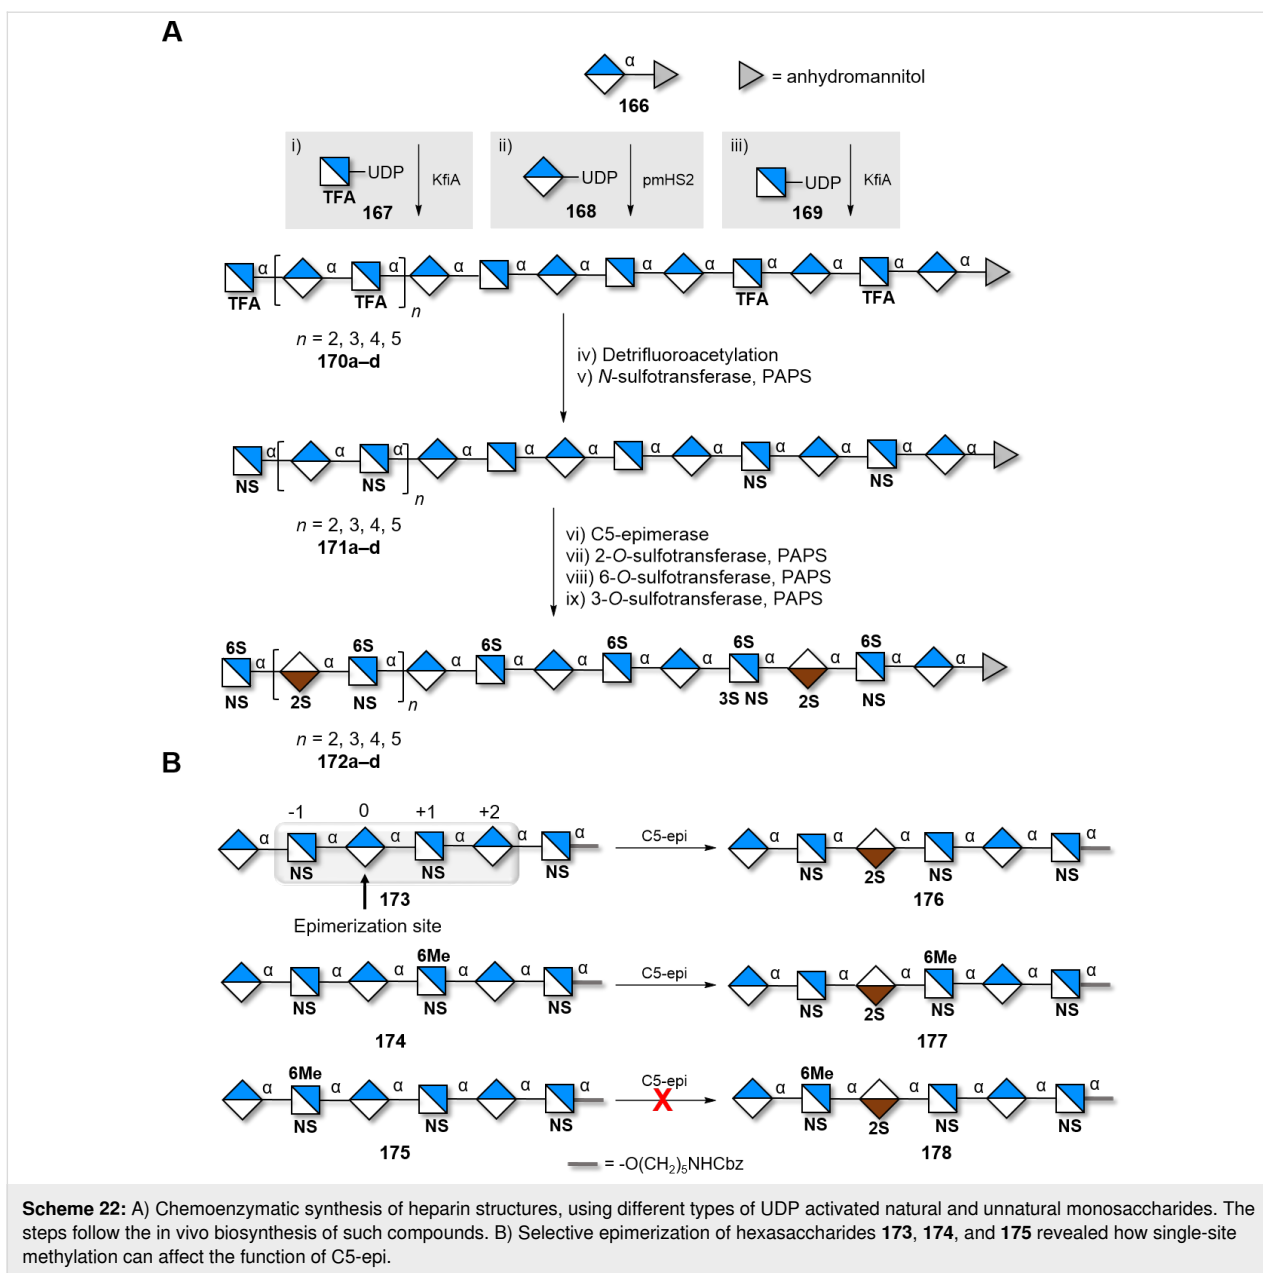 A
α
166
= anhydromannitol
i)
UDP
TFA
167
KfiA
ii)
UDP
168
pmHS2
iii)
UDP
169
KfiA
α α α α α α α α α α α α
TFA TFA n TFA TFA
n = 2, 3, 4, 5
170a–d
iv) Detrifluoroacetylation
v) N-sulfotransferase, PAPS
α α α α α α α α α α α α
NS NS n NS NS
n = 2, 3, 4, 5
171a–d
vi) C5-epimerase
vii) 2-O-sulfotransferase, PAPS
viii) 6-O-sulfotransferase, PAPS
ix) 3-O-sulfotransferase, PAPS
6S 6S 6S 6S 6S 6S
α α α α α α α α α α α α
NS 2S NS n 3S NS 2S NS
n = 2, 3, 4, 5
172a–d
B
-1 0 +1 +2
α α α α α α C5-epi α α α α α α
NS NS NS NS 2S NS NS
173 176
Epimerization site
6Me 6Me
α α α α α α C5-epi α α α α α α
NS NS NS NS 2S NS NS
174 177
6Me C5-epi 6Me
α α α α α α X α α α α α α
NS NS NS NS 2S NS NS
175 178
= -O(CH2)5NHCbz
Scheme 22: A) Chemoenzymatic synthesis of heparin structures, using different types of UDP activated natural and unnatural monosaccharides. The
steps follow the in vivo biosynthesis of such compounds. B) Selective epimerization of hexasaccharides 173, 174, and 175 revealed how single-site
methylation can affect the function of C5-epi.